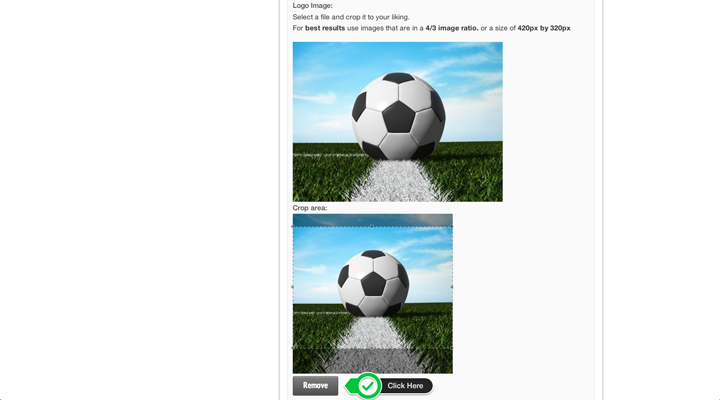 Logo Image:
Select a file and crop it to your liking.
For best results use images that are in a 4/3 image ratio. or a size of 420px by 320px
Crop area:
Remove
Click Here